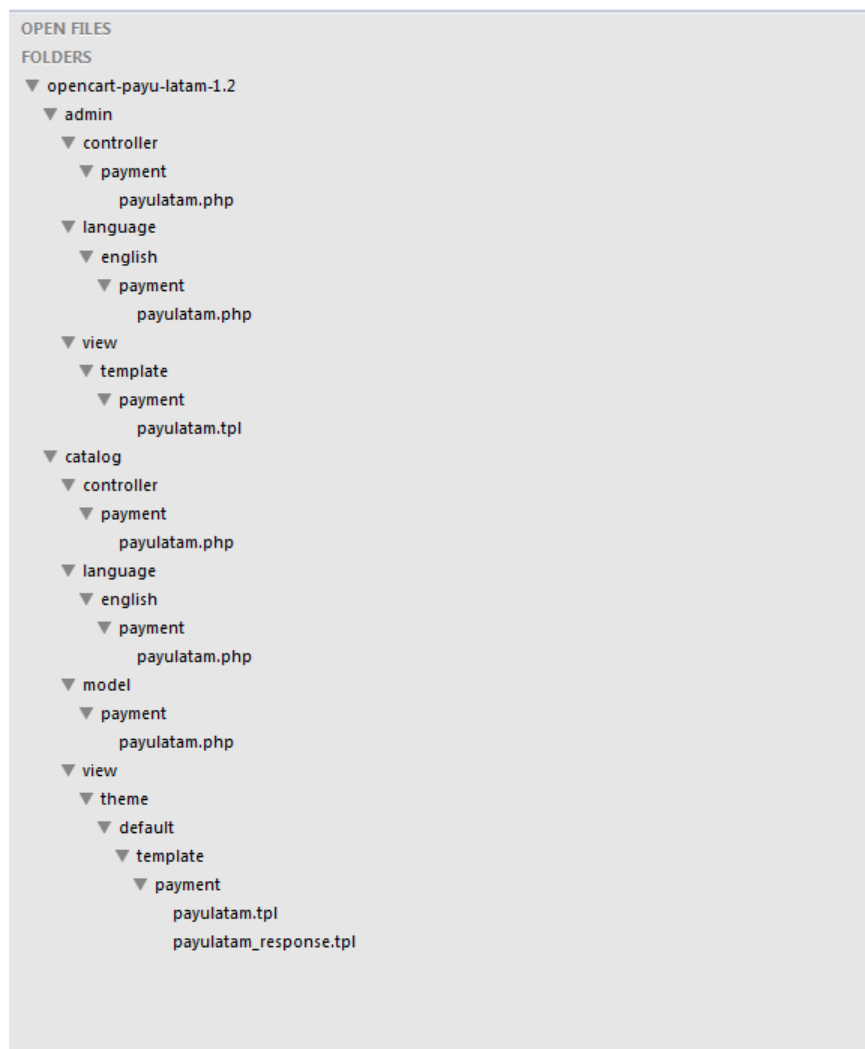 OPEN FILES
FOLDERS
opencart-payu-latam-1.2
admin
controller
payment
payulatam.php
language
english
payment
payulatam.php
view
template
payment
payulatam.tpl
catalog
controller
payment
payulatam.php
language
english
payment
payulatam.php
model
payment
payulatam.php
view
theme
default
template
payment
payulatam.tpl
payulatam_response.tpl